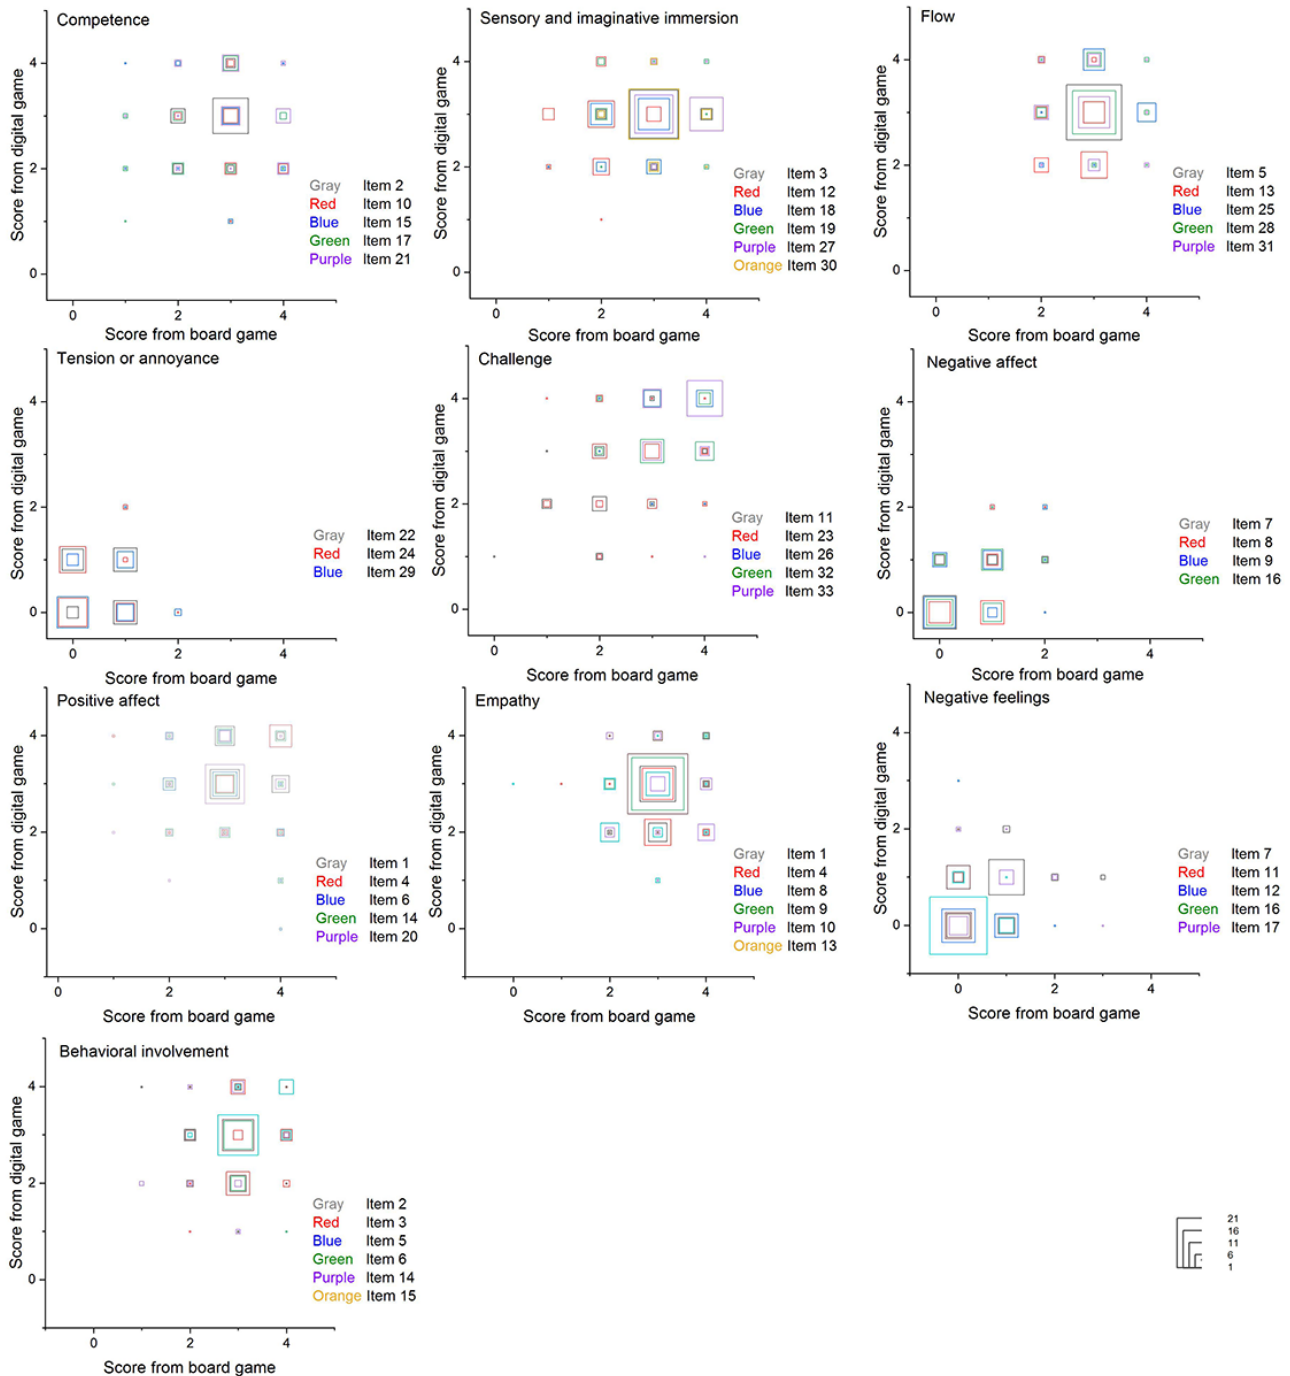 Competence
Score from digital game
4
2
0
0
2
4
Score from board game
Gray Item 2
Red Item 10
Blue Item 15
Green Item 17
Purple Item 21
Sensory and imaginative immersion
Score from digital game
4
2
0
0
2
4
Score from board game
Gray Item 3
Red Item 12
Blue Item 18
Green Item 19
Purple Item 27
Orange Item 30
Flow
Score from digital game
4
2
0
0
2
4
Score from board game
Gray Item 5
Red Item 13
Blue Item 25
Green Item 28
Purple Item 31
Tension or annoyance
Score from digital game
4
2
0
0
2
4
Score from board game
Gray Item 22
Red Item 24
Blue Item 29
Challenge
Score from digital game
4
2
0
0
2
4
Score from board game
Gray Item 11
Red Item 23
Blue Item 26
Green Item 32
Purple Item 33
Negative affect
Score from digital game
4
2
0
0
2
4
Score from board game
Gray Item 7
Red Item 8
Blue Item 9
Green Item 16
Positive affect
Score from digital game
4
2
0
0
2
4
Score from board game
Gray Item 1
Red Item 4
Blue Item 6
Green Item 14
Purple Item 20
Empathy
Score from digital game
4
2
0
0
2
4
Score from board game
Gray Item 1
Red Item 4
Blue Item 8
Green Item 9
Purple Item 10
Orange Item 13
Negative feelings
Score from digital game
4
2
0
0
2
4
Score from board game
Gray Item 7
Red Item 11
Blue Item 12
Green Item 16
Purple Item 17
Behavioral involvement
Score from digital game
4
2
0
0
2
4
Score from board game
Gray Item 2
Red Item 3
Blue Item 5
Green Item 6
Purple Item 14
Orange Item 15
21
16
11
6
1